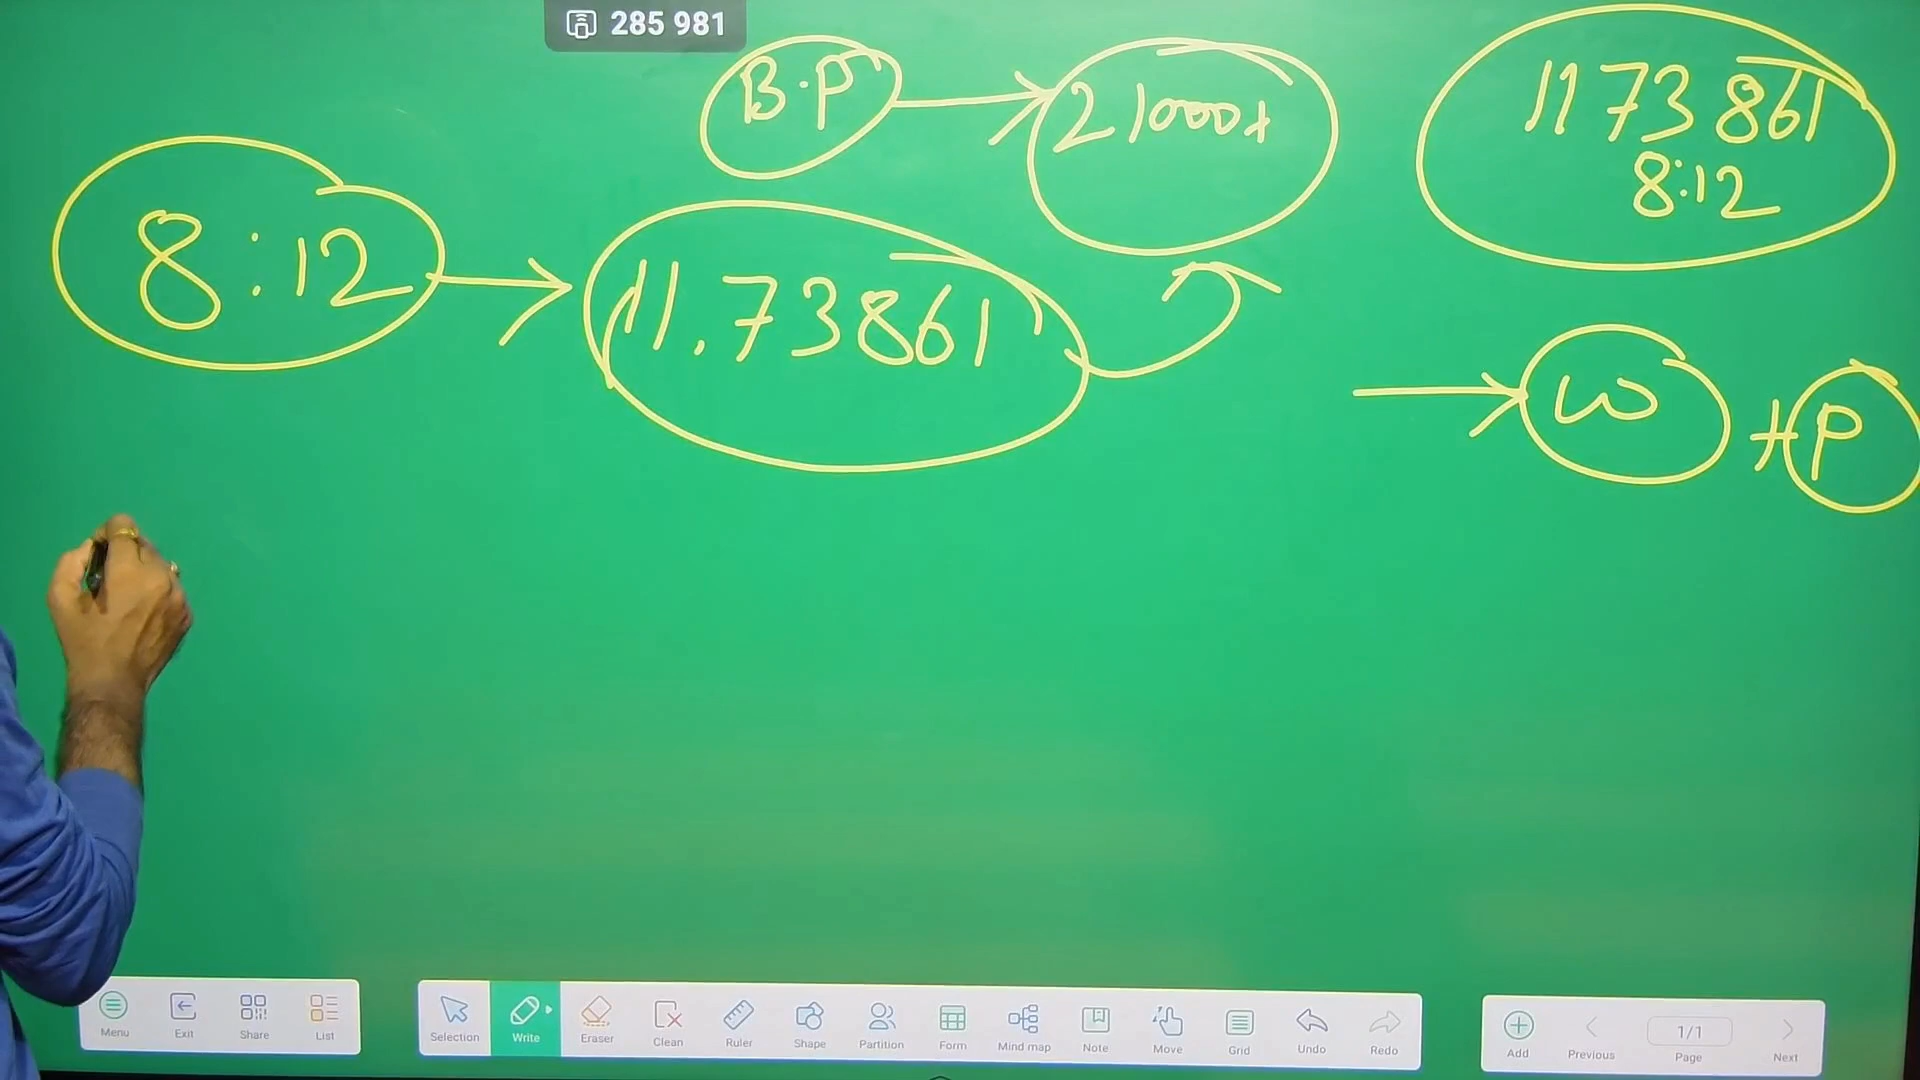 285 981
B.P
21000+
1173861
8:12
8:12
11.73861
W + P
Menu
Exit
Share
List
Selection
Write
Eraser
Clean
Ruler
Shape
Partition
Form
Mind map
Note
Move
Grid
Undo
Redo
Add
Previous
1/1
Page
Next